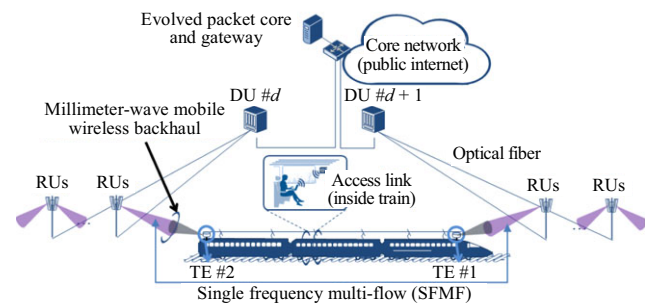 Evolved packet core
and gateway
Core network
(public internet)
DU #d
DU #d + 1
Millimeter-wave mobile
wireless backhaul
Optical fiber
Access link
(inside train)
RUs
RUs
RUs
RUs
TE #2
TE #1
Single frequency multi-flow (SFMF)